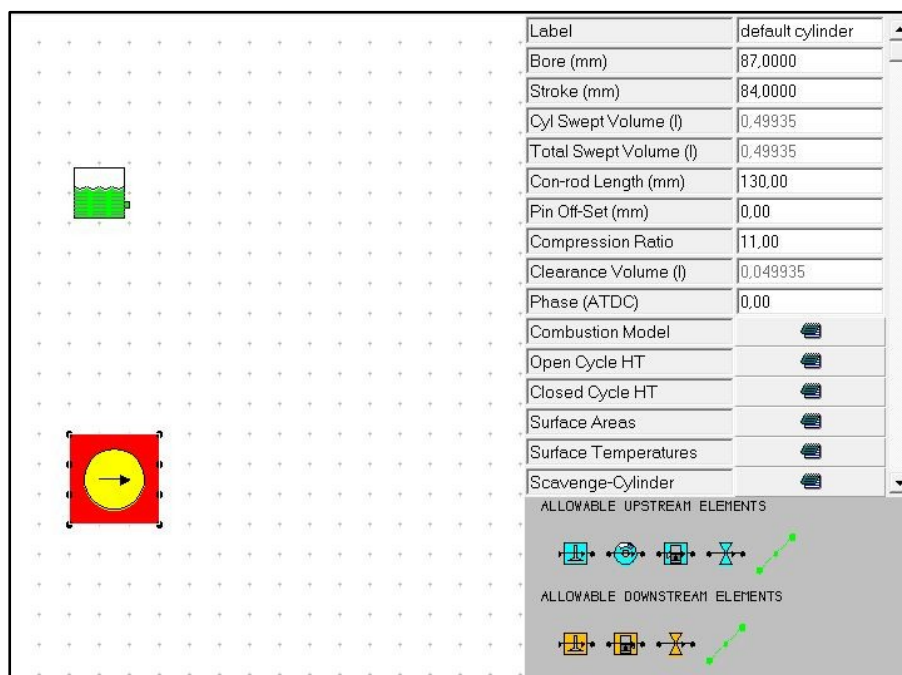 Label default cylinder
Bore (mm) 87,0000
Stroke (mm) 84,0000
Cyl Swept Volume (l) 0,49935
Total Swept Volume (l) 0,49935
Con-rod Length (mm) 130,00
Pin Off-Set (mm) 0,00
Compression Ratio 11,00
Clearance Volume (l) 0,049935
Phase (ATDC) 0,00
Combustion Model
Open Cycle HT
Closed Cycle HT
Surface Areas
Surface Temperatures
Scavenge-Cylinder
ALLOWABLE UPSTREAM ELEMENTS
ALLOWABLE DOWNSTREAM ELEMENTS